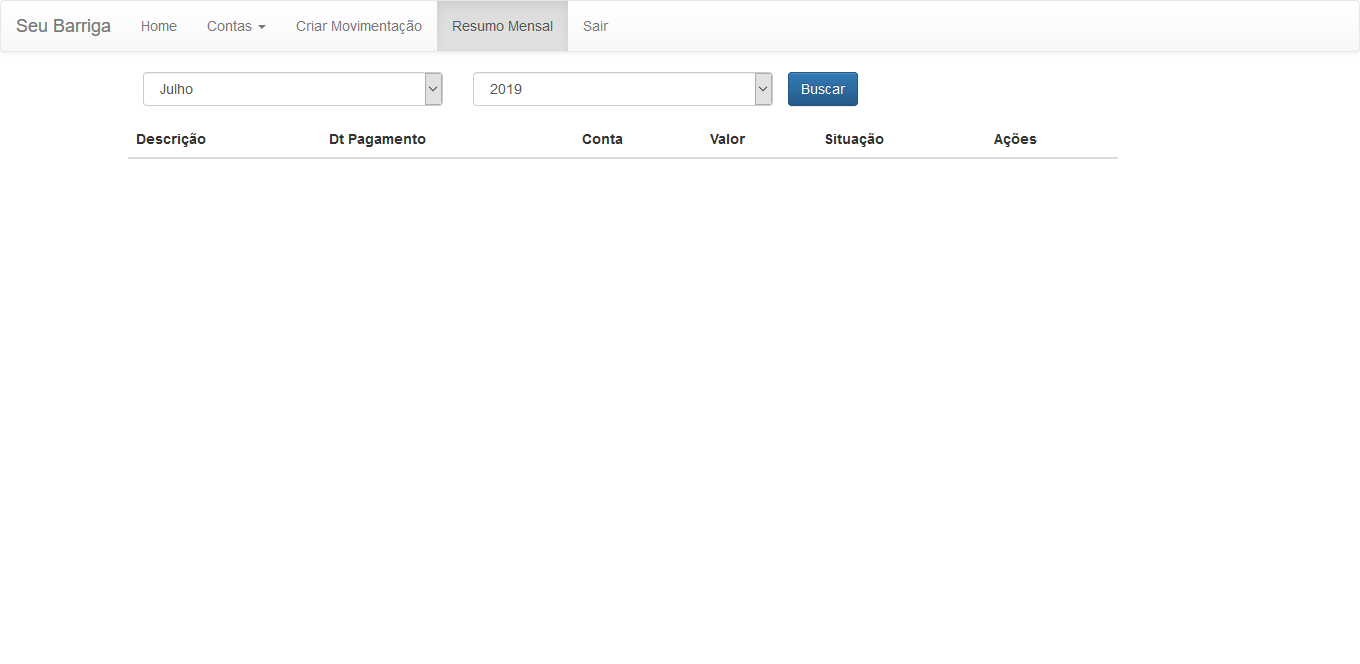 Seu Barriga Home Contas Criar Movimentação Resumo Mensal Sair
Julho 2019 Buscar
Descrição Dt Pagamento Conta Valor Situação Ações